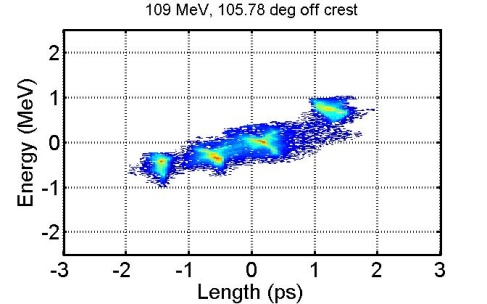 109 MeV, 105.78 deg off crest
Energy (MeV)
2
1
0
-1
-2
-3 -2 -1 0 1 2 3
Length (ps)